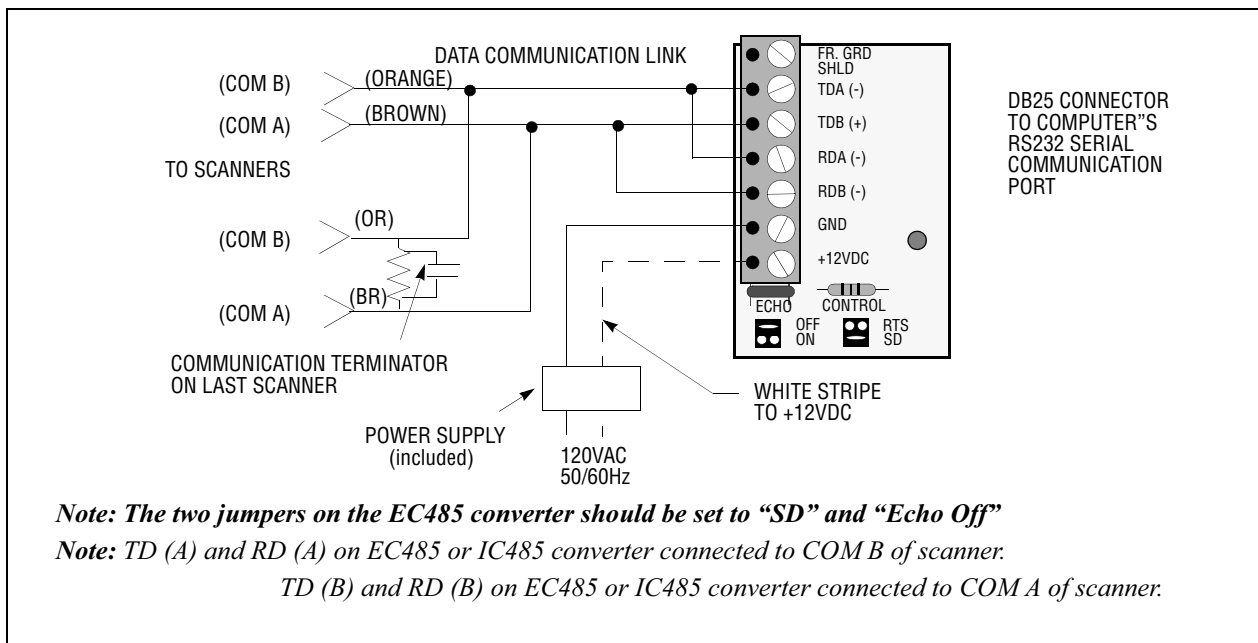 DATA COMMUNICATION LINK
(COM B)
(ORANGE)
(COM A)
(BROWN)
TO SCANNERS
(COM B)
(OR)
(COM A)
(BR)
COMMUNICATION TERMINATOR
ON LAST SCANNER
POWER SUPPLY
(included)
120VAC
50/60Hz
WHITE STRIPE
TO +12VDC
FR. GRD
SHLD
TDA (-)
TDB (+)
RDA (-)
RDB (-)
GND
+12VDC
ECHO
CONTROL
OFF
ON
RTS
SD
DB25 CONNECTOR
TO COMPUTER"S
RS232 SERIAL
COMMUNICATION
PORT
Note: The two jumpers on the EC485 converter should be set to “SD” and “Echo Off”
Note: TD (A) and RD (A) on EC485 or IC485 converter connected to COM B of scanner.
TD (B) and RD (B) on EC485 or IC485 converter connected to COM A of scanner.